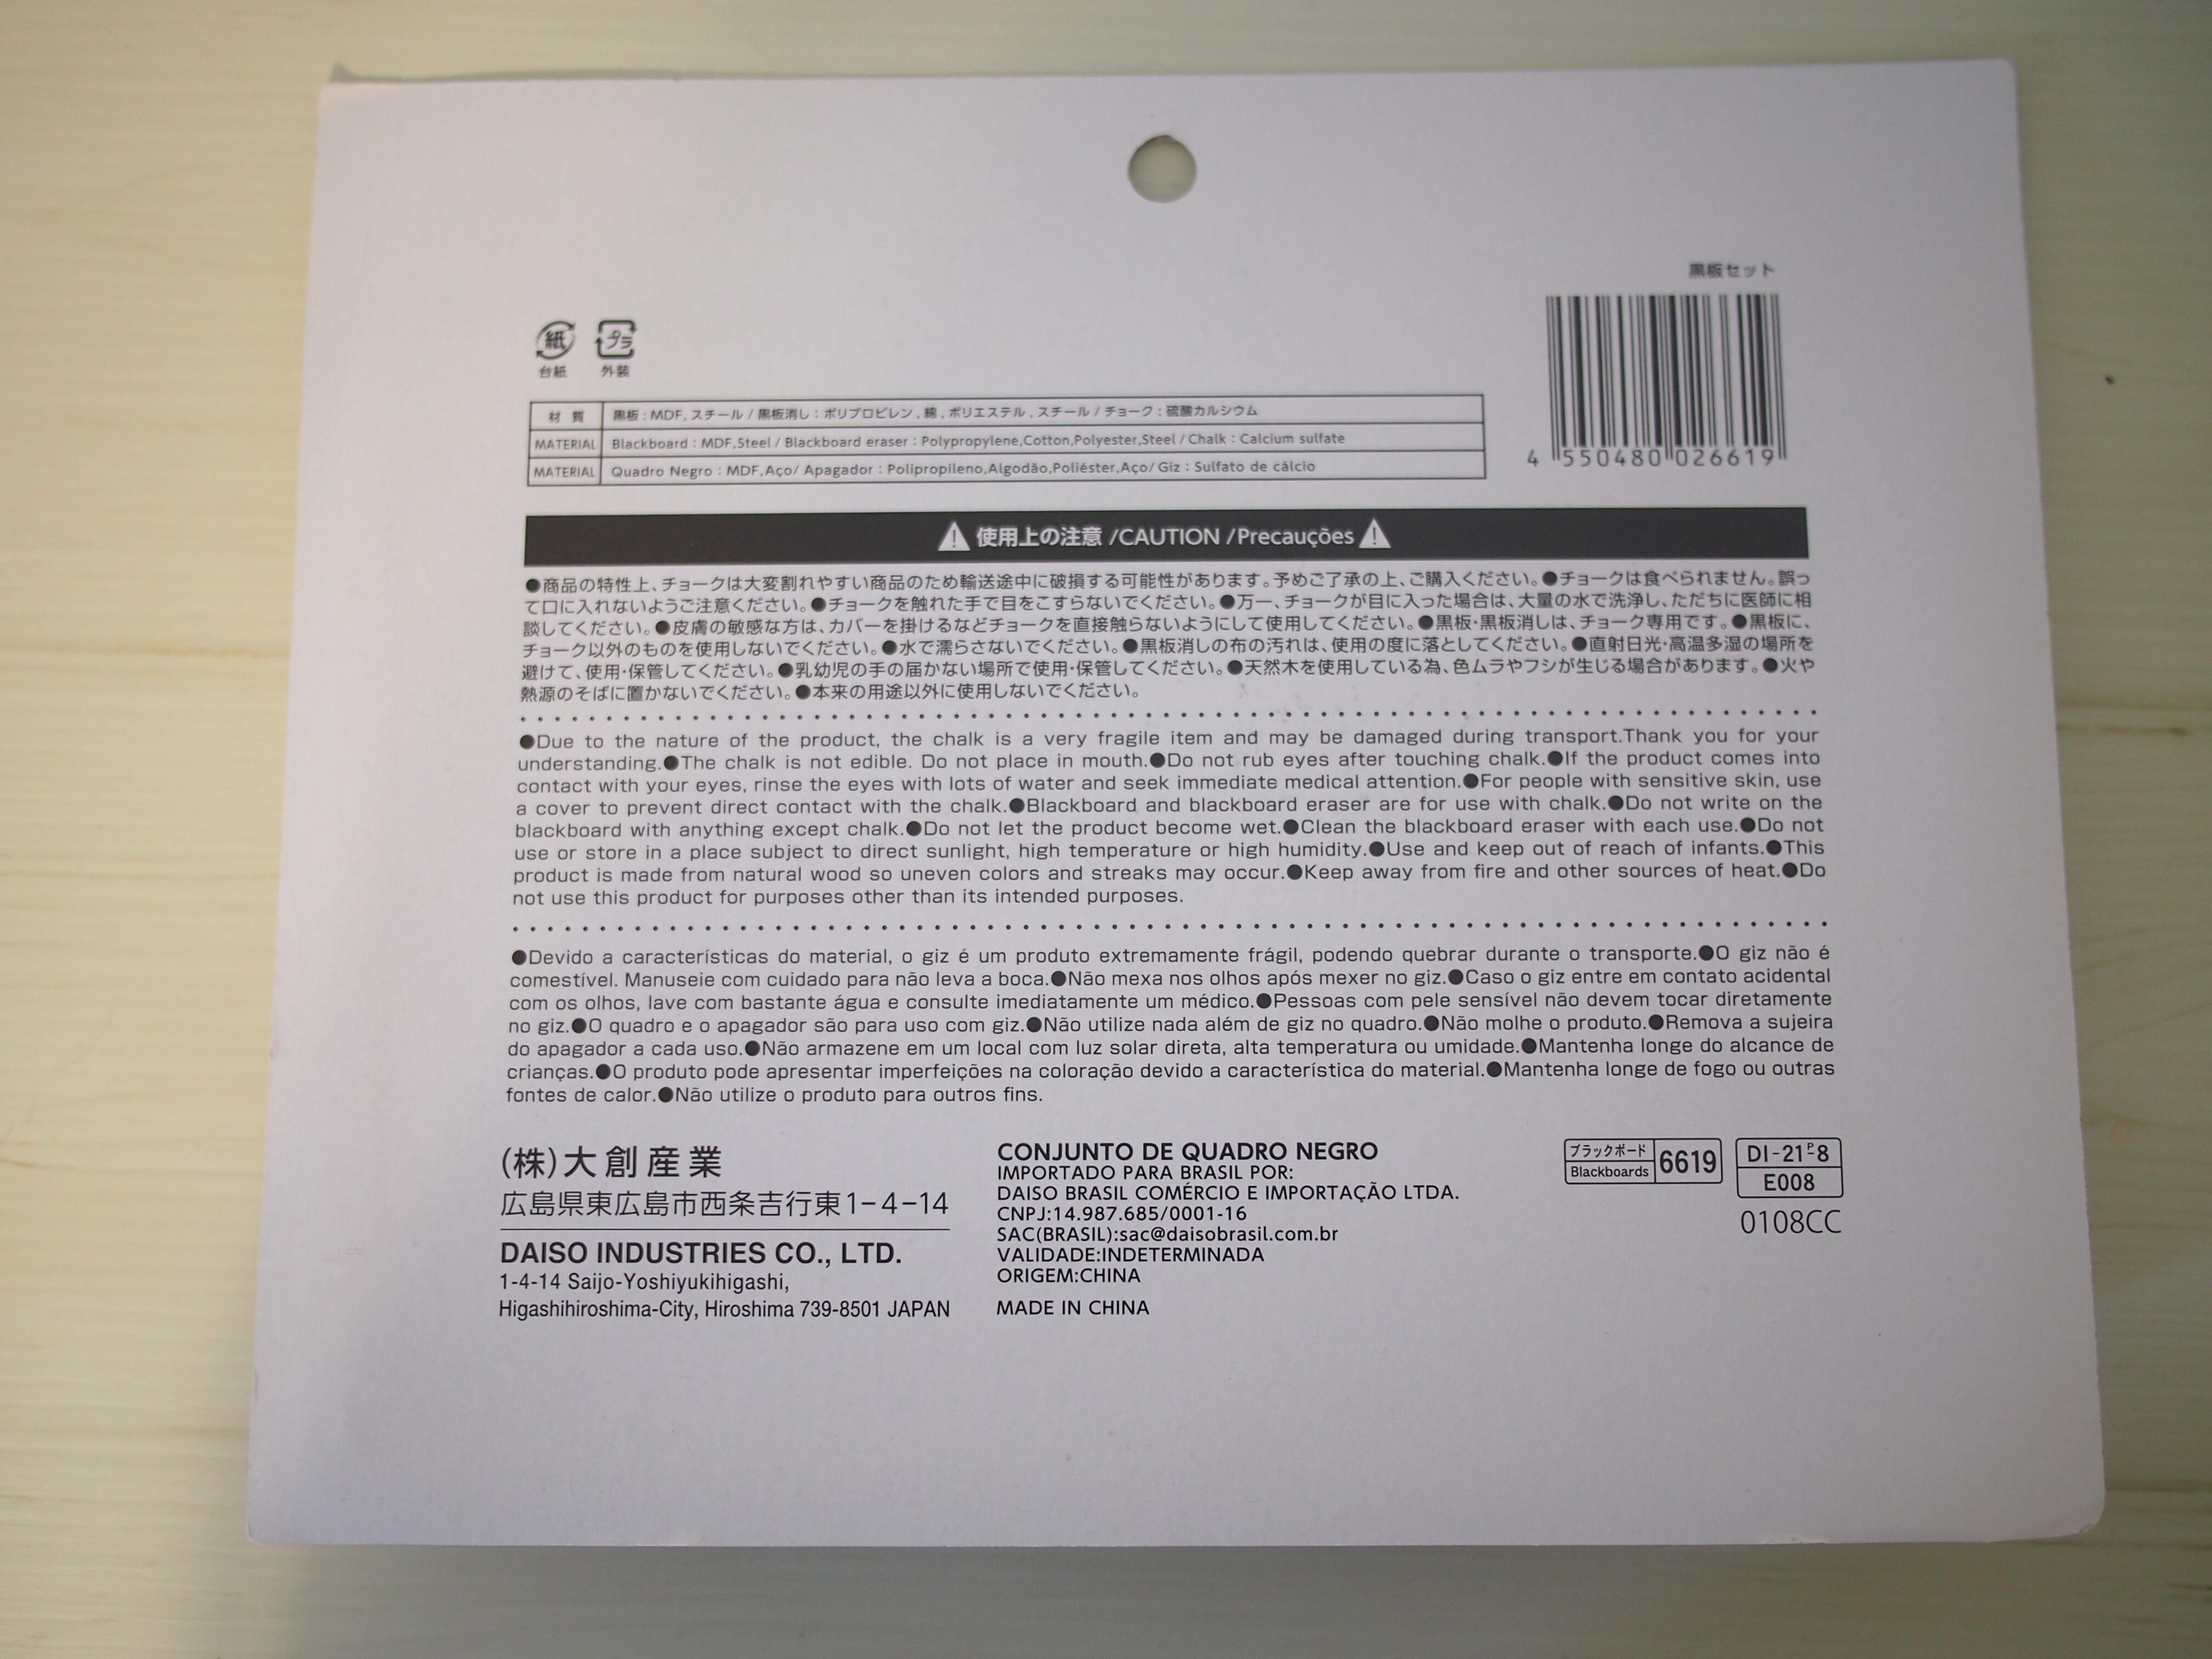 黒板セット
紙 プラ
台紙 外装
材 質 黒板：MDF, スチール / 黒板消し：ポリプロピレン , 綿 , ポリエステル , スチール / チョーク：硫酸カルシウム
MATERIAL Blackboard : MDF,Steel / Blackboard eraser : Polypropylene,Cotton,Polyester,Steel / Chalk : Calcium sulfate
MATERIAL Quadro Negro : MDF,Aço/ Apagador : Polipropileno,Algodão,Poliéster,Aço/ Giz : Sulfato de cálcio
4 550480 026619
使用上の注意 /CAUTION /Precauções
●商品の特性上、チョークは大変割れやすい商品のため輸送途中に破損する可能性があります。予めご了承の上、ご購入ください。●チョークは食べられません。誤っ
て口に入れないようご注意ください。●チョークを触れた手で目をこすらないでください。●万一、チョークが目に入った場合は、大量の水で洗浄し、ただちに医師に相
談してください。●皮膚の敏感な方は、カバーを掛けるなどチョークを直接触らないようにして使用してください。●黒板・黒板消しは、チョーク専用です。●黒板に、
チョーク以外のものを使用しないでください。●水で濡らさないでください。●黒板消しの布の汚れは、使用の度に落としてください。●直射日光・高温多湿の場所を
避けて、使用・保管してください。●乳幼児の手の届かない場所で使用・保管してください。●天然木を使用している為、色ムラやフシが生じる場合があります。●火や
熱源のそばに置かないでください。●本来の用途以外に使用しないでください。
●Due to the nature of the product, the chalk is a very fragile item and may be damaged during transport.Thank you for your
understanding.●The chalk is not edible. Do not place in mouth.●Do not rub eyes after touching chalk.●If the product comes into
contact with your eyes, rinse the eyes with lots of water and seek immediate medical attention.●For people with sensitive skin, use
a cover to prevent direct contact with the chalk.●Blackboard and blackboard eraser are for use with chalk.●Do not write on the
blackboard with anything except chalk.●Do not let the product become wet.●Clean the blackboard eraser with each use.●Do not
use or store in a place subject to direct sunlight, high temperature or high humidity.●Use and keep out of reach of infants.●This
product is made from natural wood so uneven colors and streaks may occur.●Keep away from fire and other sources of heat.●Do
not use this product for purposes other than its intended purposes.
●Devido a características do material, o giz é um produto extremamente frágil, podendo quebrar durante o transporte.●O giz não é
comestível. Manuseie com cuidado para não leva a boca.●Não mexa nos olhos após mexer no giz.●Caso o giz entre em contato acidental
com os olhos, lave com bastante água e consulte imediatamente um médico.●Pessoas com pele sensível não devem tocar diretamente
no giz.●O quadro e o apagador são para uso com giz.●Não utilize nada além de giz no quadro.●Não molhe o produto.●Remova a sujeira
do apagador a cada uso.●Não armazene em um local com luz solar direta, alta temperatura ou umidade.●Mantenha longe do alcance de
crianças.●O produto pode apresentar imperfeições na coloração devido a característica do material.●Mantenha longe de fogo ou outras
fontes de calor.●Não utilize o produto para outros fins.
(株)大創産業
広島県東広島市西条吉行東1-4-14
DAISO INDUSTRIES CO., LTD.
1-4-14 Saijo-Yoshiyukihigashi,
Higashihiroshima-City, Hiroshima 739-8501 JAPAN
CONJUNTO DE QUADRO NEGRO
IMPORTADO PARA BRASIL POR:
DAISO BRASIL COMÉRCIO E IMPORTAÇÃO LTDA.
CNPJ:14.987.685/0001-16
SAC(BRASIL):sac@daisobrasil.com.br
VALIDADE:INDETERMINADA
ORIGEM:CHINA
MADE IN CHINA
ブラックボード
Blackboards
6619
DI-21P8
E008
0108CC